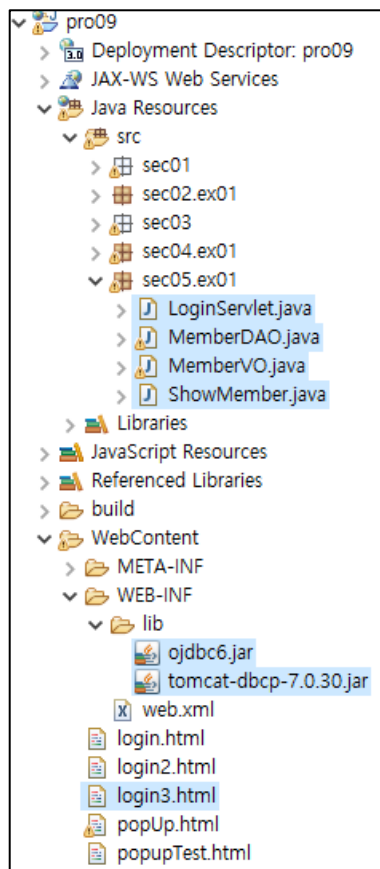 pro09
3.0 Deployment Descriptor: pro09
JAX-WS Web Services
Java Resources
src
sec01
sec02.ex01
sec03
sec04.ex01
sec05.ex01
J LoginServlet.java
J MemberDAO.java
J MemberVO.java
J ShowMember.java
Libraries
JavaScript Resources
Referenced Libraries
build
WebContent
META-INF
WEB-INF
lib
ojdbc6.jar
tomcat-dbcp-7.0.30.jar
X web.xml
login.html
login2.html
login3.html
popUp.html
popupTest.html